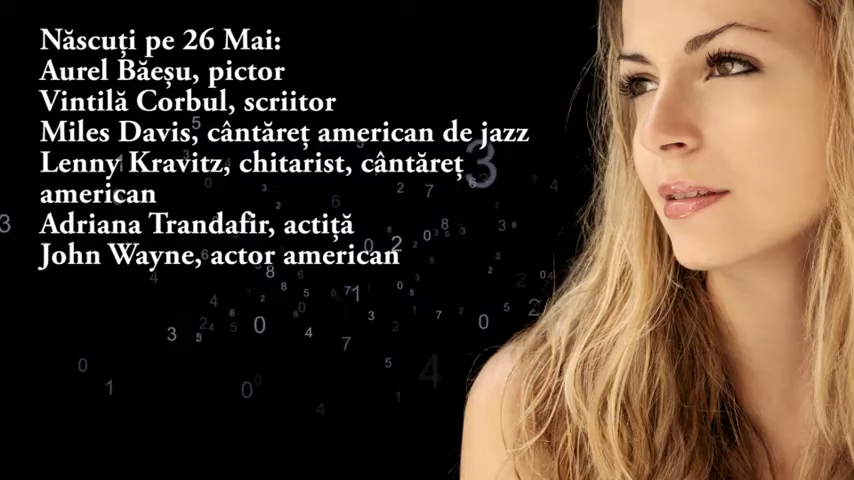 Născuți pe 26 Mai:
Aurel Băeșu, pictor
Vintilă Corbul, scriitor
Miles Davis, cântăreț american de jazz
Lenny Kravitz, chitarist, cântăreț
american
Adriana Trandafir, actiță
John Wayne, actor american